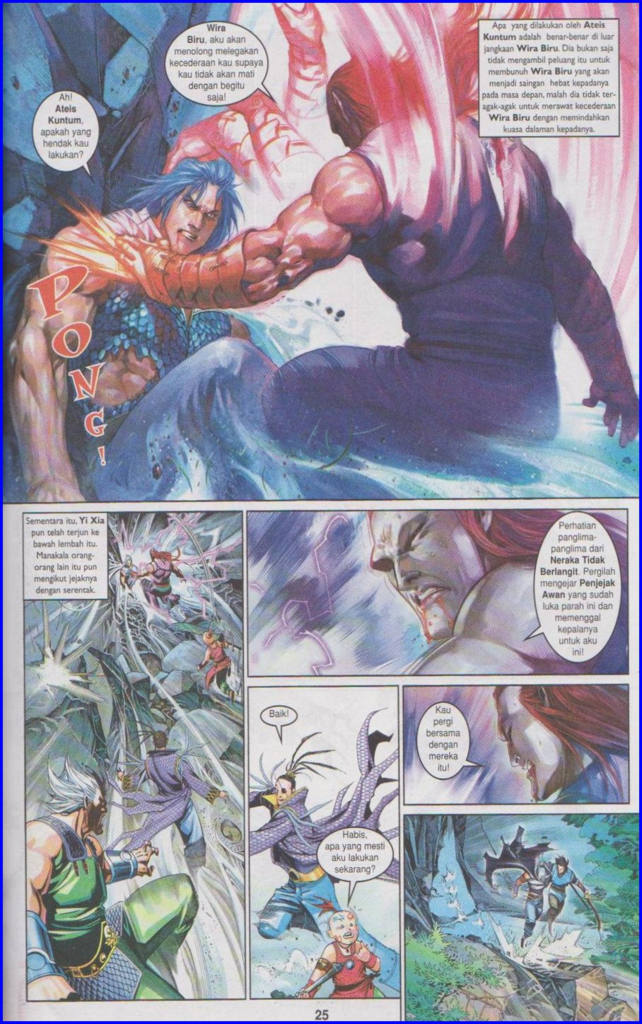 Wira
Biru, aku akan
menolong melegakan
kecederaan kau supaya
kau tidak akan mati
dengan begitu
saja!
Apa yang dilakukan oleh Ateis
Kuntum adalah benar-benar di luar
jangkaan Wira Biru. Dia bukan saja
tidak mengambil peluang itu untuk
membunuh Wira Biru yang akan
menjadi saingan hebat kepadanya
pada masa depan, malah dia tidak ter-
agak-agak untuk merawat kecederaan
Wira Biru dengan memindahkan
kuasa dalaman kepadanya.
Ah!
Ateis
Kuntum,
apakah yang
hendak kau
lakukan?
PONG!
Sementara itu, Yi Xia
pun telah terjun ke
bawah lembah itu.
Manakala orang-
orang lain itu pun
mengikut jejaknya
dengan serentak.
Perhatian
panglima-
panglima dari
Neraka Tidak
Berlangit. Pergilah
mengejar Penjejak
Awan yang sudah
luka parah ini dan
memenggal
kepalanya
untuk aku
ini!
Baik!
Habis,
apa yang mesti
aku lakukan
sekarang?
Kau
pergi
bersama
dengan
mereka
itu!
25